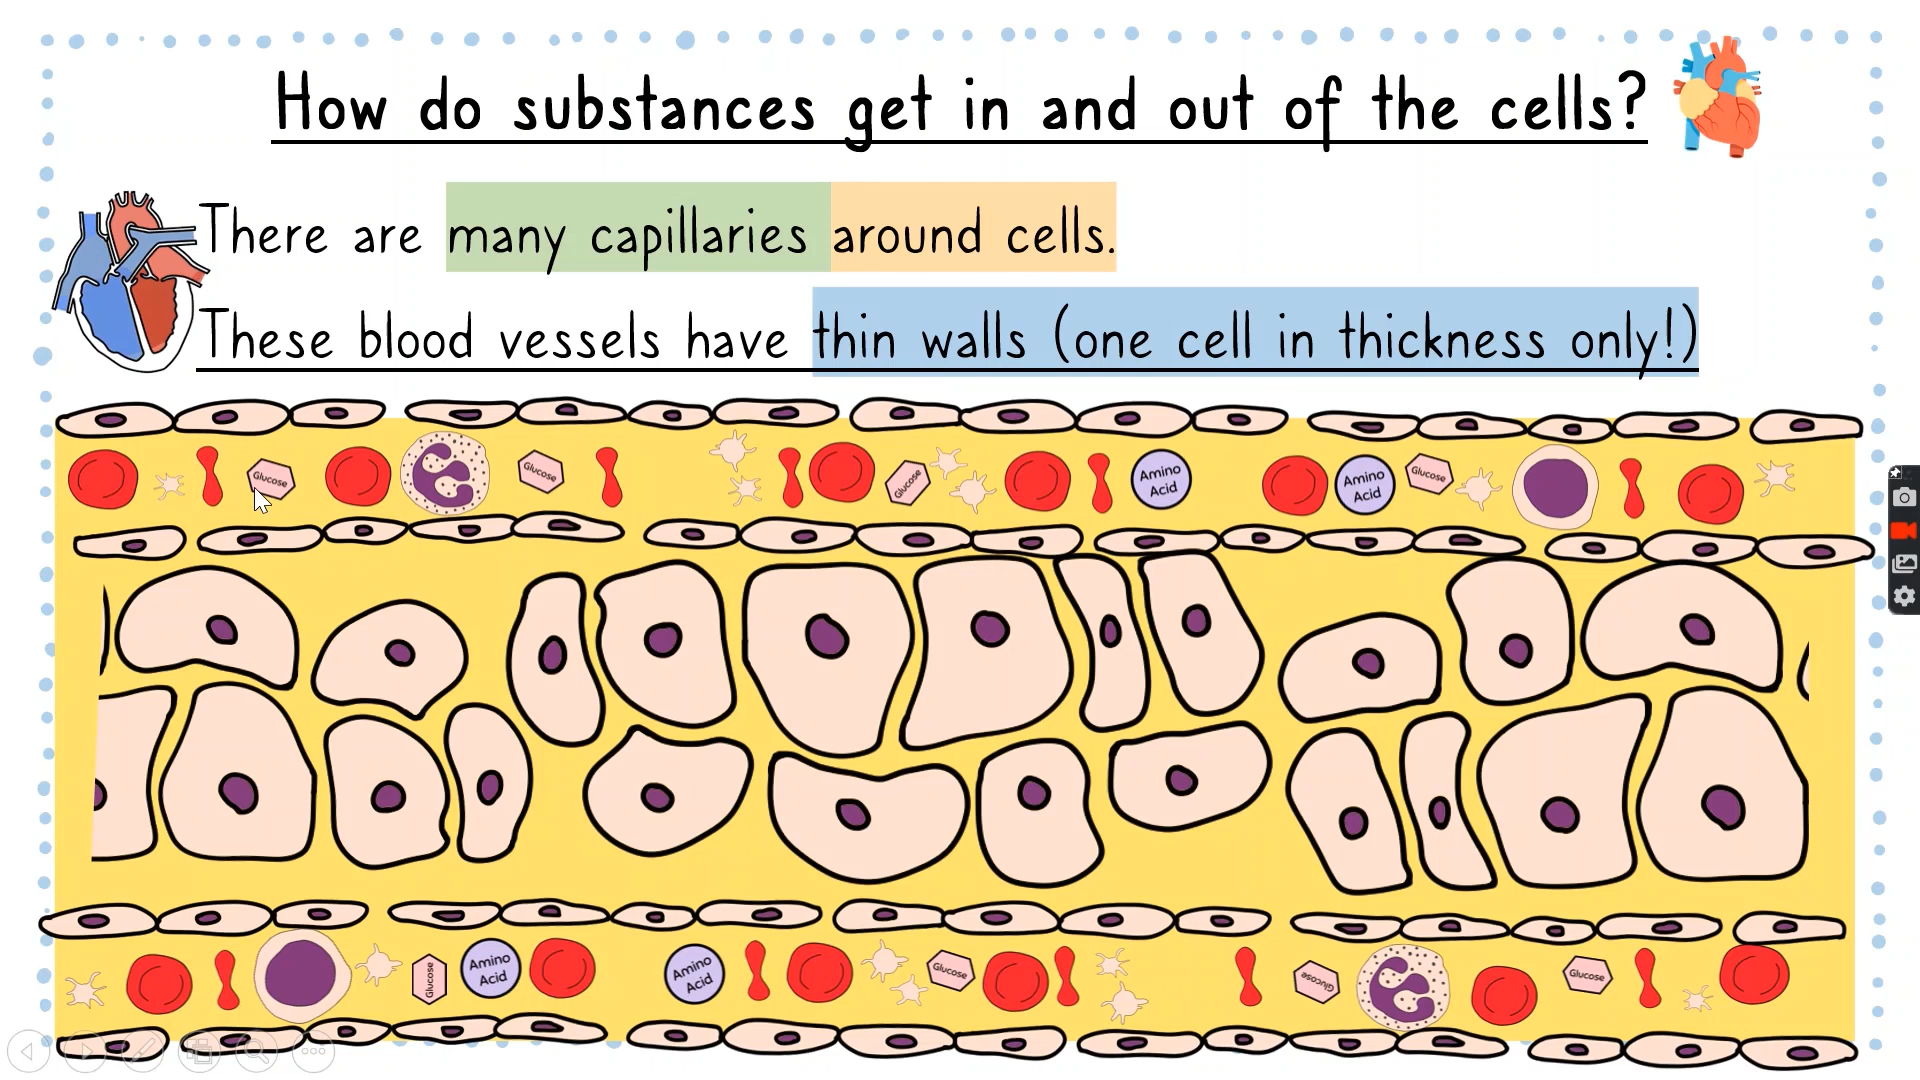 How do substances get in and out of the cells?
There are many capillaries around cells.
These blood vessels have thin walls (one cell in thickness only!)
Glucose
Glucose
Glucose
Amino
Acid
Amino
Acid
Glucose
Glucose
Amino
Acid
Amino
Acid
Glucose
Glucose
Glucose